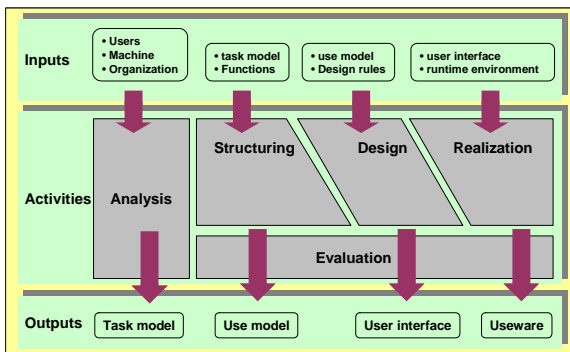 Inputs
• Users
• Machine
• Organization
• task model
• Functions
• use model
• Design rules
• user interface
• runtime environment
Activities
Analysis
Structuring
Design
Realization
Evaluation
Outputs
Task model
Use model
User interface
Useware